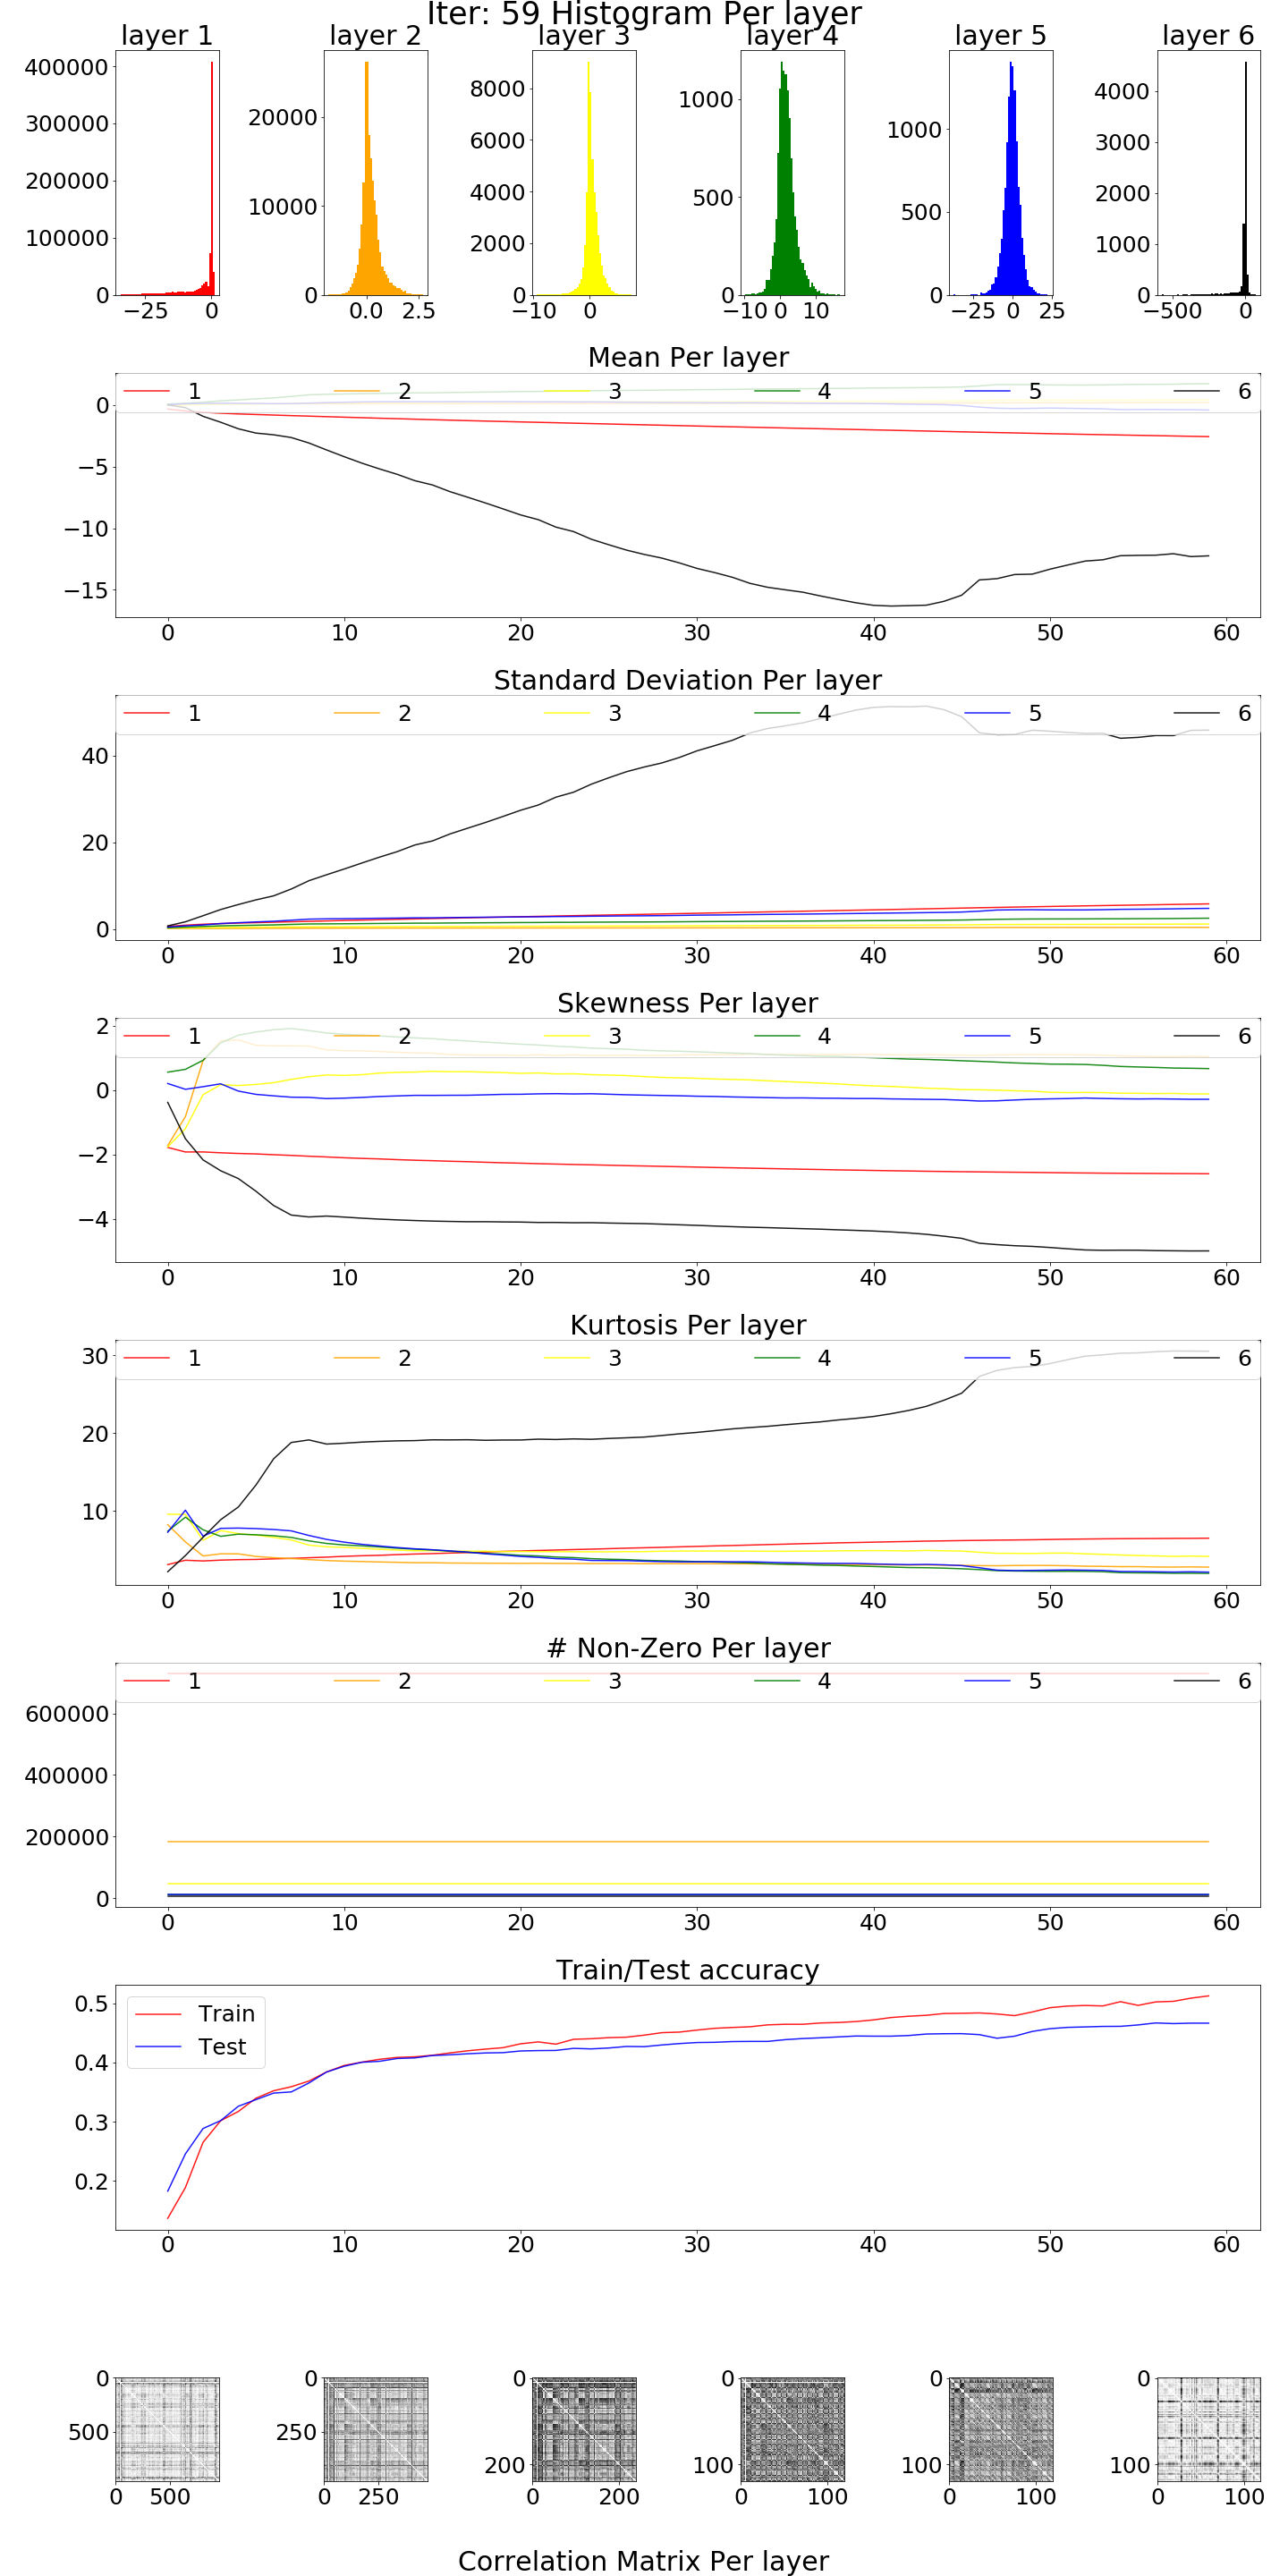 Iter: 59 Histogram Per layer
layer 1 layer 2 layer 3 layer 4 layer 5 layer 6
400000
300000
200000
100000
0
−25 0
20000
10000
0
0.0 2.5
8000
6000
4000
2000
0
−10 0
1000
500
0
−10 0 10
1000
500
0
−25 0 25
4000
3000
2000
1000
0
−500 0
Mean Per layer
1 2 3 4 5 6
0
−5
−10
−15
0 10 20 30 40 50 60
Standard Deviation Per layer
1 2 3 4 5 6
40
20
0
0 10 20 30 40 50 60
Skewness Per layer
1 2 3 4 5 6
2
0
−2
−4
0 10 20 30 40 50 60
Kurtosis Per layer
1 2 3 4 5 6
30
20
10
0 10 20 30 40 50 60
# Non-Zero Per layer
1 2 3 4 5 6
600000
400000
200000
0
0 10 20 30 40 50 60
Train/Test accuracy
Train
Test
0.5
0.4
0.3
0.2
0 10 20 30 40 50 60
0
500
0 500
0
250
0 250
0
200
0 200
0
100
0 100
0
100
0 100
0
100
0 100
Correlation Matrix Per layer